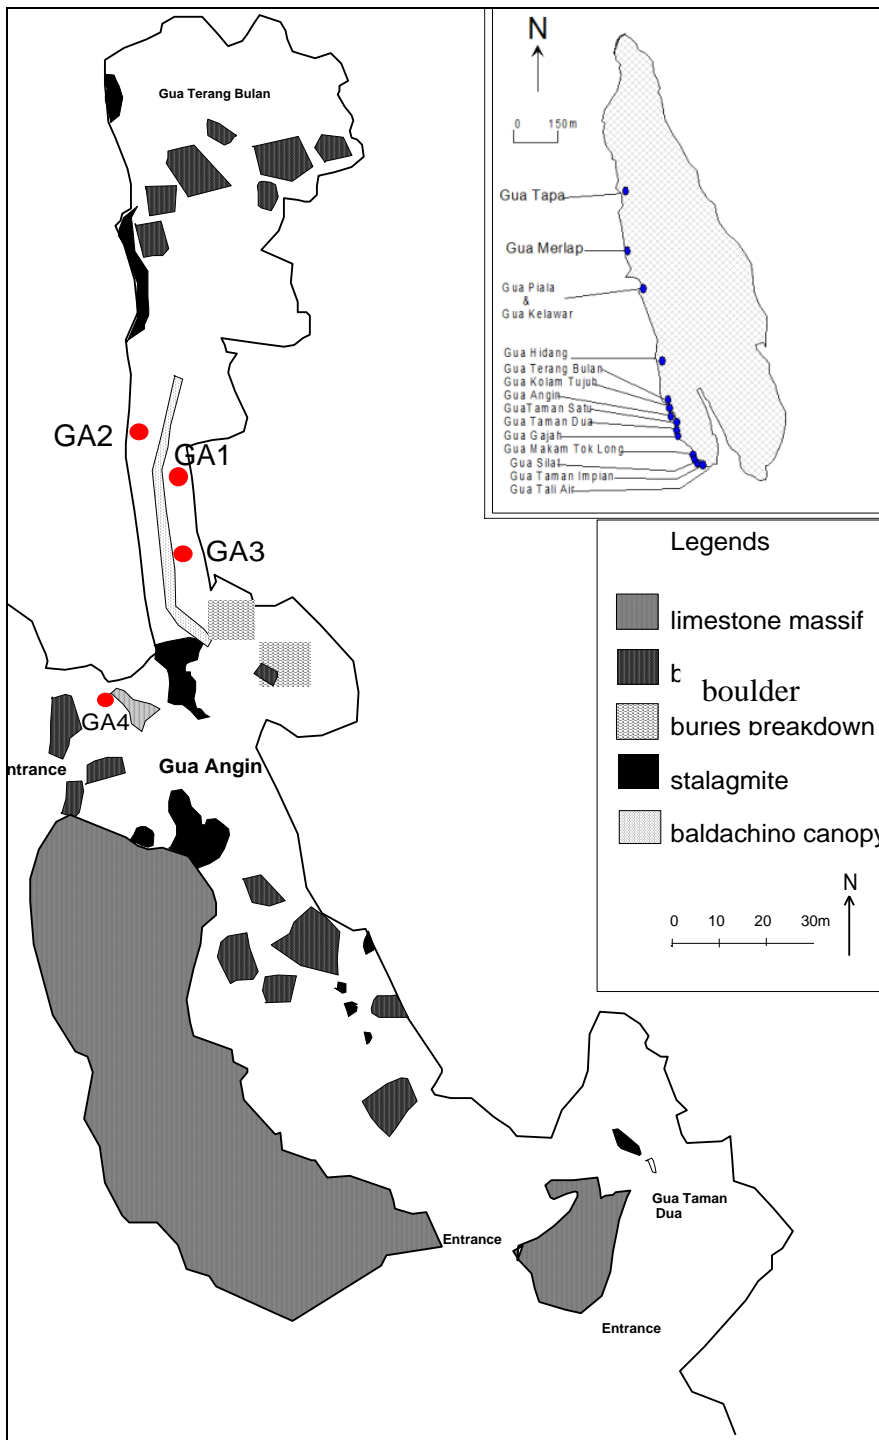 Gua Terang Bulan
GA2
GA1
GA3
GA4
ntrance
Gua Angin
Entrance
Gua Taman
Dua
Entrance
N
0 150m
Gua Tapa
Gua Merlap
Gua Piala
&
Gua Kelawar
Gua Hidang
Gua Terang Bulan
Gua Kolam Tujuh
Gua Angin
GuaTaman Satu
Gua Taman Dua
Gua Gajah
Gua Makam Tok Long
Gua Silat
Gua Taman Impian
Gua Tali Air
Legends
limestone massif
boulder
buries breakdown
stalagmite
baldachino canopy
N
0 10 20 30m